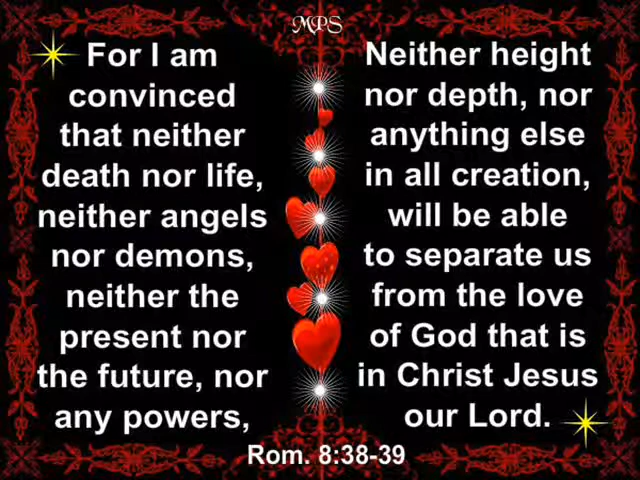 MPS
For I am
convinced
that neither
death nor life,
neither angels
nor demons,
neither the
present nor
the future, nor
any powers,
Neither height
nor depth, nor
anything else
in all creation,
will be able
to separate us
from the love
of God that is
in Christ Jesus
our Lord.
Rom. 8:38-39